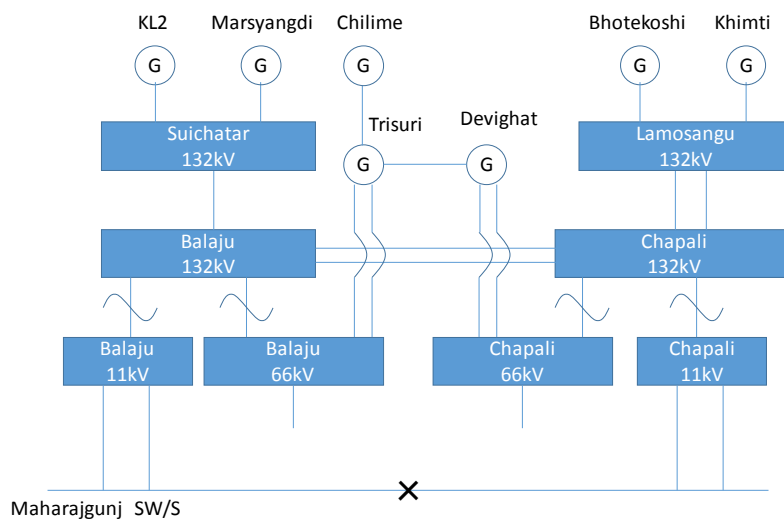 KL2 Marsyangdi Chilime Bhotekoshi Khimti
G G G G G
Trisuri Devighat
Suichatar
132kV
Lamosangu
132kV
G G
Balaju
132kV
Chapali
132kV
Balaju
11kV
Balaju
66kV
Chapali
66kV
Chapali
11kV
Maharajgunj SW/S